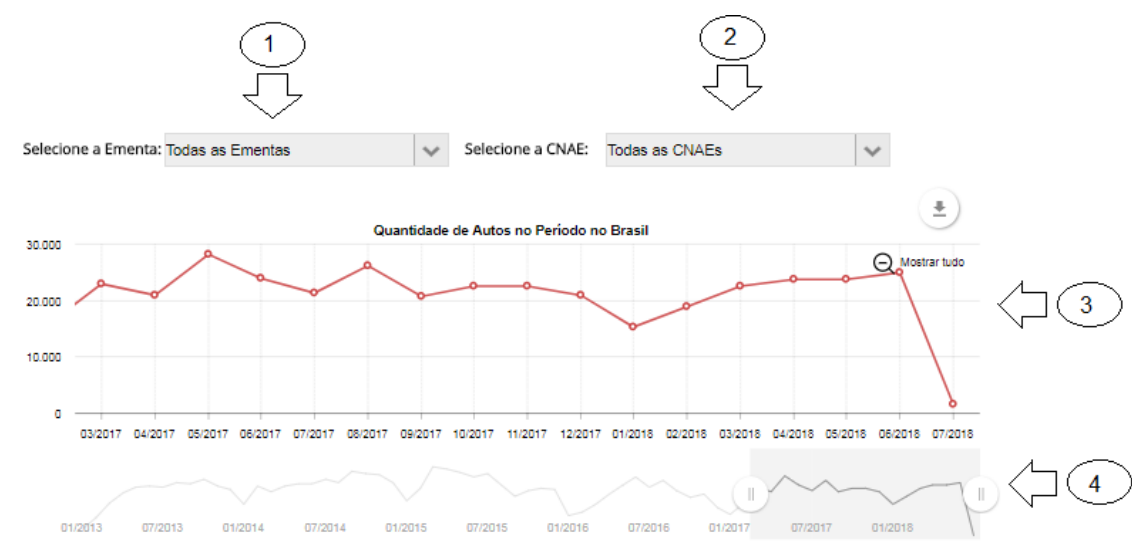 1
2
Selecione a Ementa: Todas as Ementas Selecione a CNAE: Todas as CNAEs
Quantidade de Autos no Período no Brasil
Mostrar tudo
30.000
20.000
10.000
0
3
03/2017 04/2017 05/2017 06/2017 07/2017 08/2017 09/2017 10/2017 11/2017 12/2017 01/2018 02/2018 03/2018 04/2018 05/2018 06/2018 07/2018
4
01/2013 07/2013 01/2014 07/2014 01/2015 07/2015 01/2016 07/2016 01/2017 07/2017 01/2018